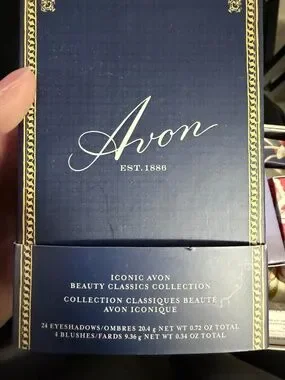 Avon
EST. 1886
ICONIC AVON
BEAUTY CLASSICS COLLECTION
COLLECTION CLASSIQUES BEAUTÉ
AVON ICONIQUE
24 EYESHADOWS/OMBRES 20.4 g NET WT 0.72 OZ TOTAL
4 BLUSHES/FARDS 9.36 g NET WT 0.34 OZ TOTAL